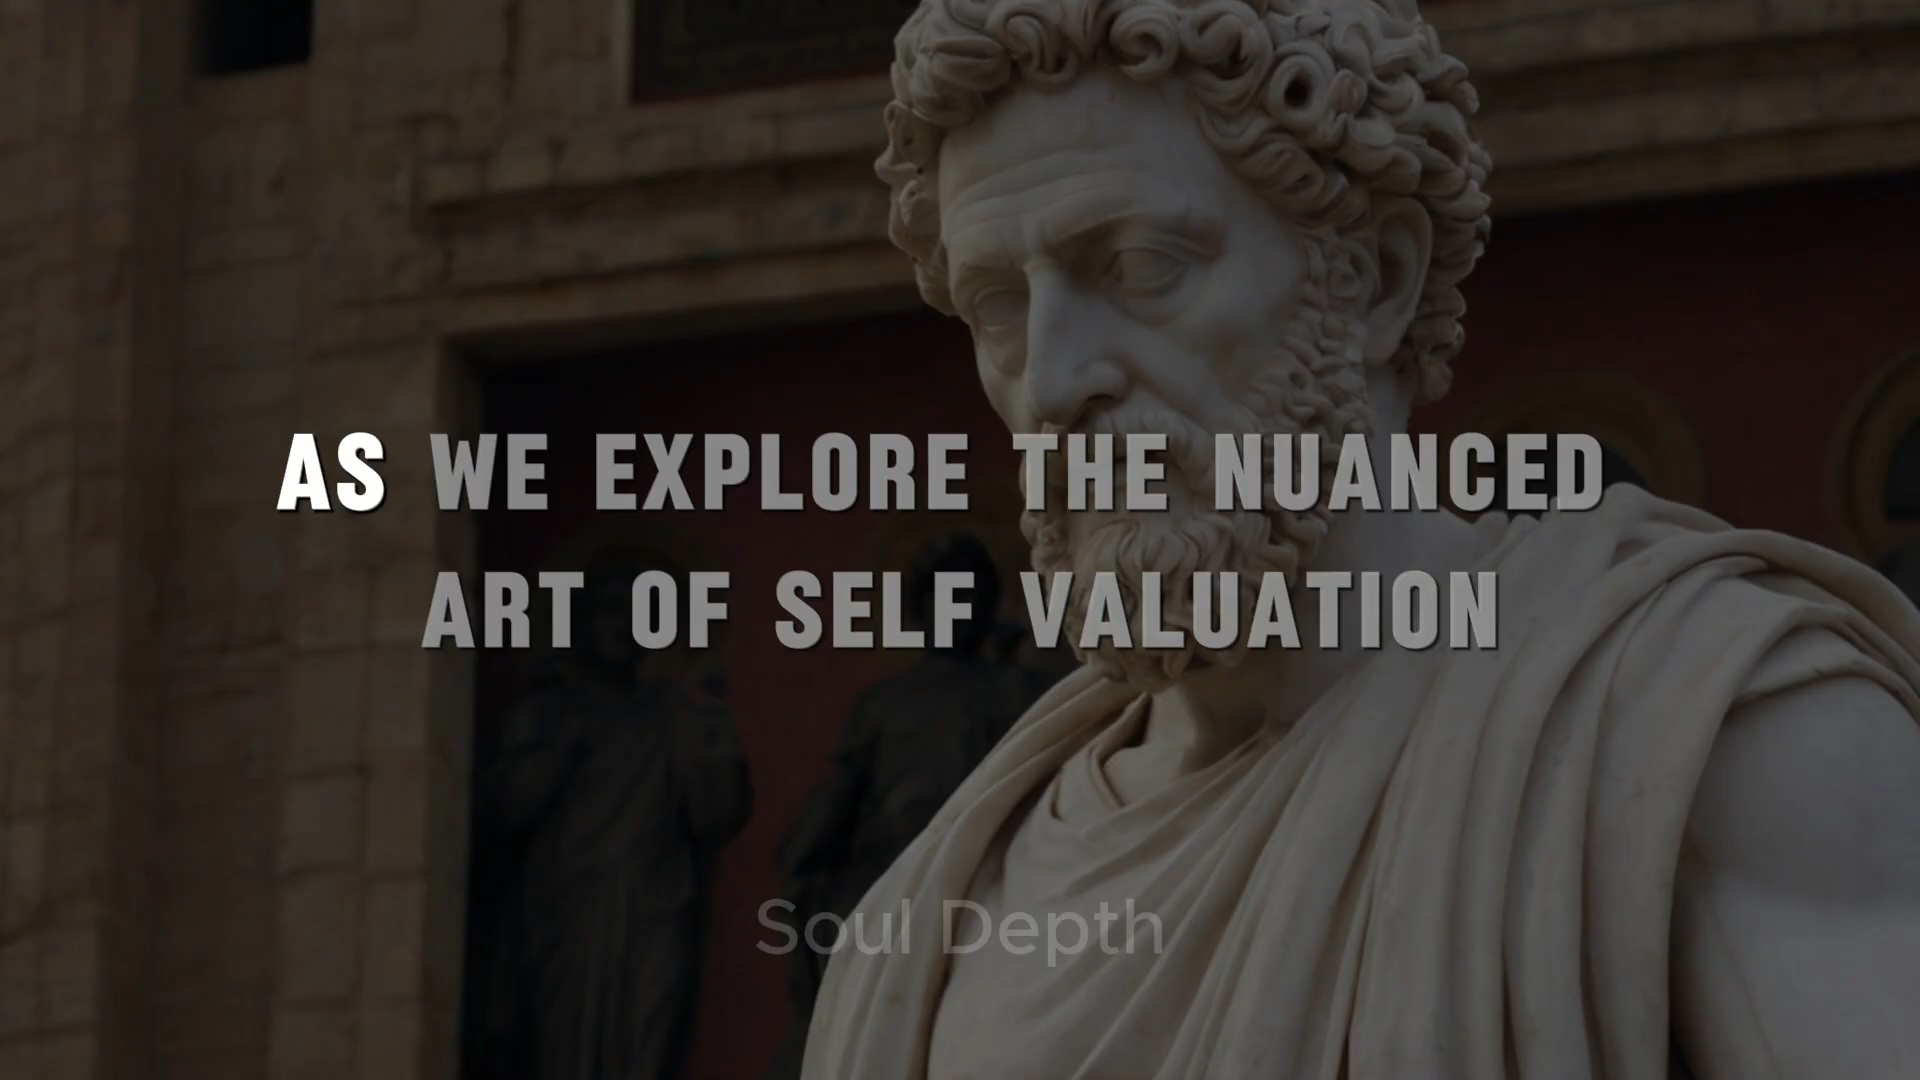 AS WE EXPLORE THE NUANCED
ART OF SELF VALUATION
Soul Depth